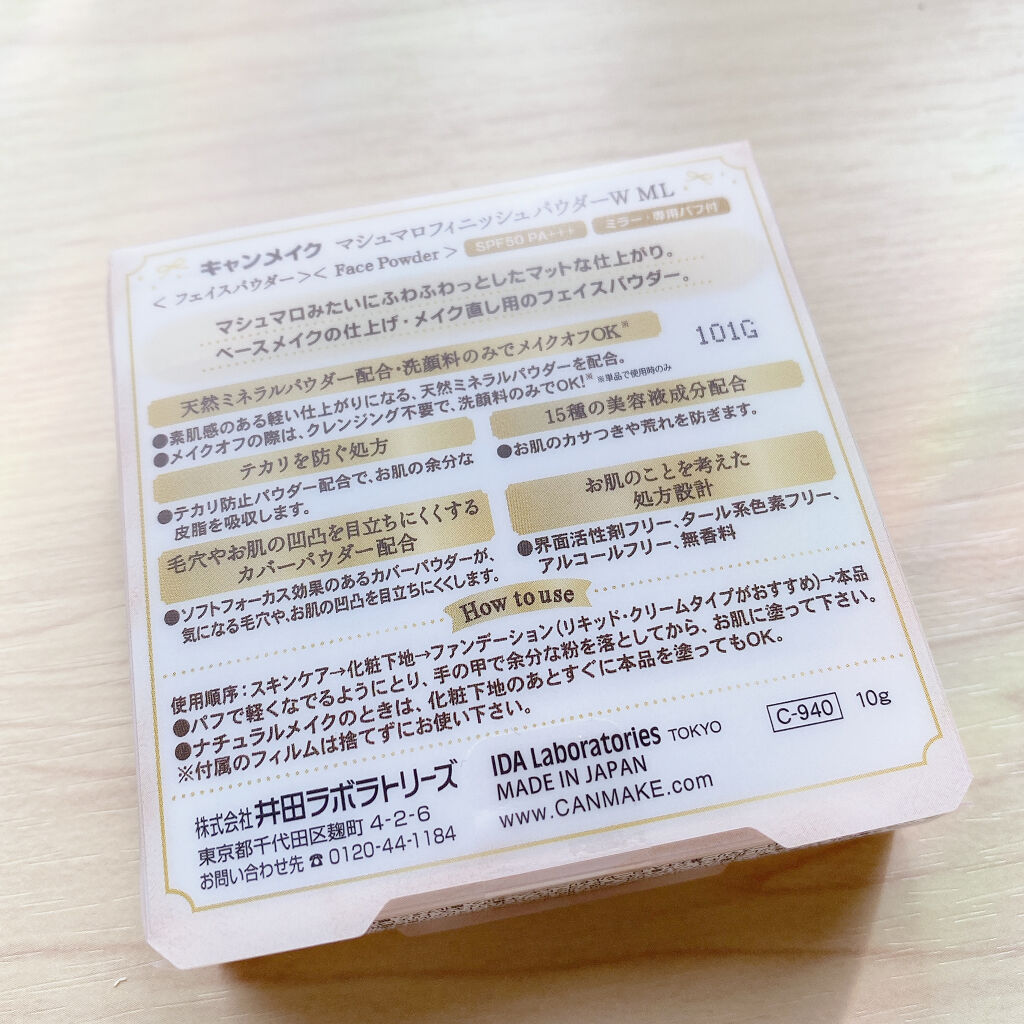 キャンメイク マシュマロフィニッシュパウダーW ML
＜フェイスパウダー＞＜ Face Powder ＞ SPF50 PA+++ ミラー・専用パフ付
マシュマロみたいにふわふわっとしたマットな仕上がり。
ベースメイクの仕上げ・メイク直し用のフェイスパウダー。
101G
天然ミネラルパウダー配合・洗顔料のみでメイクオフOK※
●素肌感のある軽い仕上がりになる、天然ミネラルパウダーを配合。
●メイクオフの際は、クレンジング不要で、洗顔料のみでOK!※ ※単品で使用時のみ
テカリを防ぐ処方
●テカリ防止パウダー配合で、お肌の余分な
皮脂を吸収します。
毛穴やお肌の凹凸を目立ちにくくする
カバーパウダー配合
●ソフトフォーカス効果のあるカバーパウダーが、
気になる毛穴や、お肌の凹凸を目立ちにくくします。
15種の美容液成分配合
●お肌のカサつきや荒れを防ぎます。
お肌のことを考えた
処方設計
●界面活性剤フリー、タール系色素フリー、
アルコールフリー、無香料
How to use
使用順序：スキンケア→化粧下地→ファンデーション（リキッド・クリームタイプがおすすめ）→本品
●パフで軽くなでるようにとり、手の甲で余分な粉を落としてから、お肌に塗って下さい。
●ナチュラルメイクのときは、化粧下地のあとすぐに本品を塗ってもOK。
※付属のフィルムは捨てずにお使い下さい。
C-940 10g
株式会社 井田ラボラトリーズ
東京都千代田区麹町 4-2-6
お問い合わせ先 ☎ 0120-44-1184
IDA Laboratories TOKYO
MADE IN JAPAN
www.CANMAKE.com